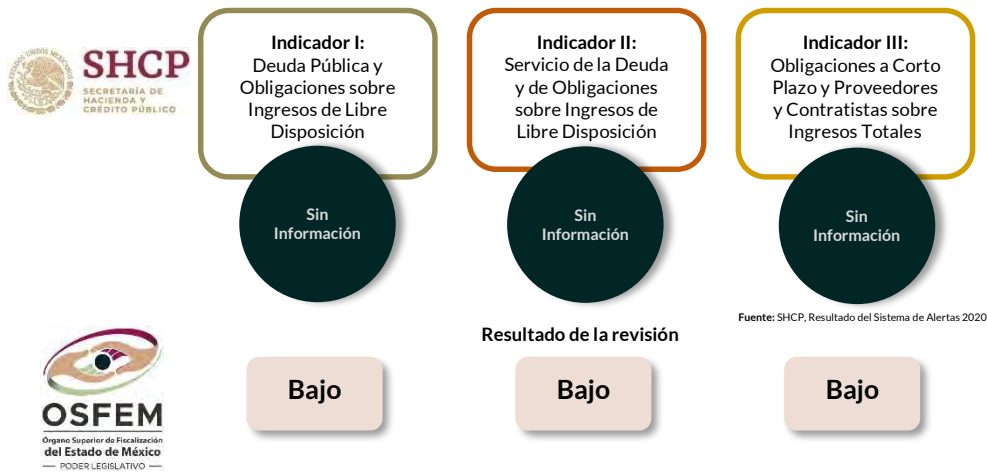 SHCP
SECRETARÍA DE
HACIENDA Y
CRÉDITO PÚBLICO
Indicador I:
Deuda Pública y
Obligaciones sobre
Ingresos de Libre
Disposición
Sin
Información
Indicador II:
Servicio de la Deuda
y de Obligaciones
sobre Ingresos de
Libre Disposición
Sin
Información
Indicador III:
Obligaciones a Corto
Plazo y Proveedores
y Contratistas sobre
Ingresos Totales
Sin
Información
Fuente: SHCP, Resultado del Sistema de Alertas 2020
Resultado de la revisión
OSFEM
Órgano Superior de Fiscalización
del Estado de México
PODER LEGISLATIVO
Bajo
Bajo
Bajo